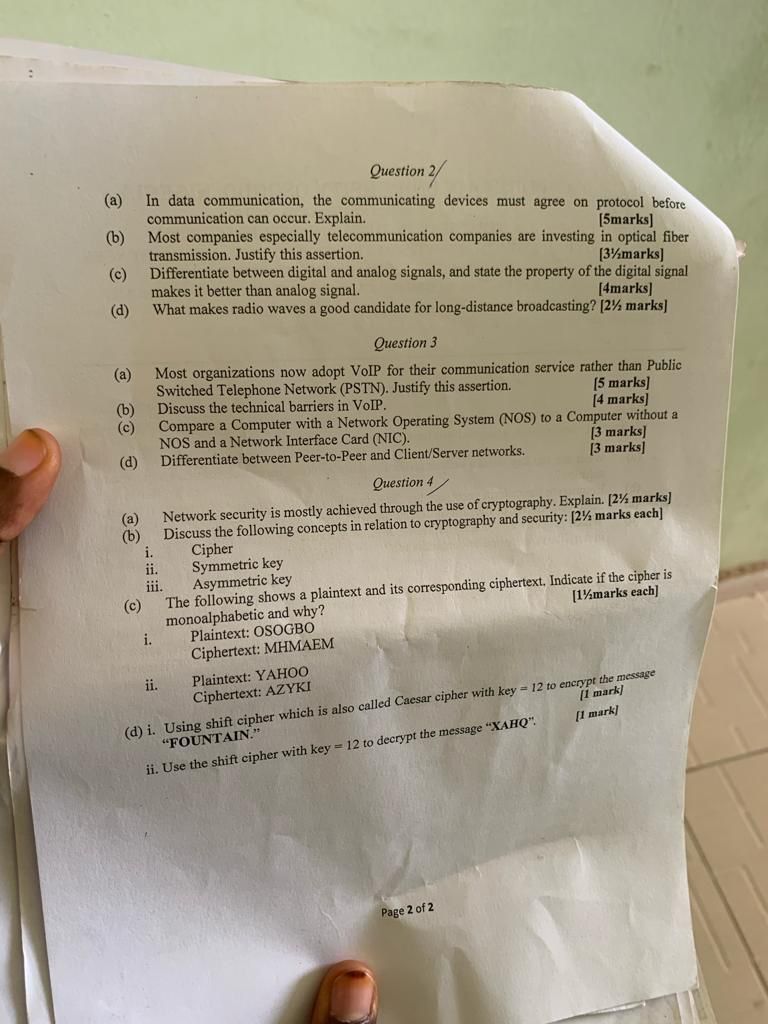 Question 2/
(a) In data communication, the communicating devices must agree on protocol before
communication can occur. Explain. [5marks]
(b) Most companies especially telecommunication companies are investing in optical fiber
transmission. Justify this assertion. [3½marks]
(c) Differentiate between digital and analog signals, and state the property of the digital signal
makes it better than analog signal. [4marks]
(d) What makes radio waves a good candidate for long-distance broadcasting? [2½ marks]
Question 3
(a) Most organizations now adopt VoIP for their communication service rather than Public
Switched Telephone Network (PSTN). Justify this assertion. [5 marks]
(b) Discuss the technical barriers in VoIP. [4 marks]
(c) Compare a Computer with a Network Operating System (NOS) to a Computer without a
NOS and a Network Interface Card (NIC). [3 marks]
(d) Differentiate between Peer-to-Peer and Client/Server networks. [3 marks]
Question 4/
(a) Network security is mostly achieved through the use of cryptography. Explain. [2½ marks]
(b) Discuss the following concepts in relation to cryptography and security: [2½ marks each]
i. Cipher
ii. Symmetric key
iii. Asymmetric key
(c) The following shows a plaintext and its corresponding ciphertext. Indicate if the cipher is
monoalphabetic and why? [1½marks each]
i. Plaintext: OSOGBO
Ciphertext: MHMAEM
ii. Plaintext: YAHOO
Ciphertext: AZYKI
(d) i. Using shift cipher which is also called Caesar cipher with key = 12 to encrypt the message
"FOUNTAIN." [1 mark]
ii. Use the shift cipher with key = 12 to decrypt the message "XAHQ". [1 mark]
Page 2 of 2